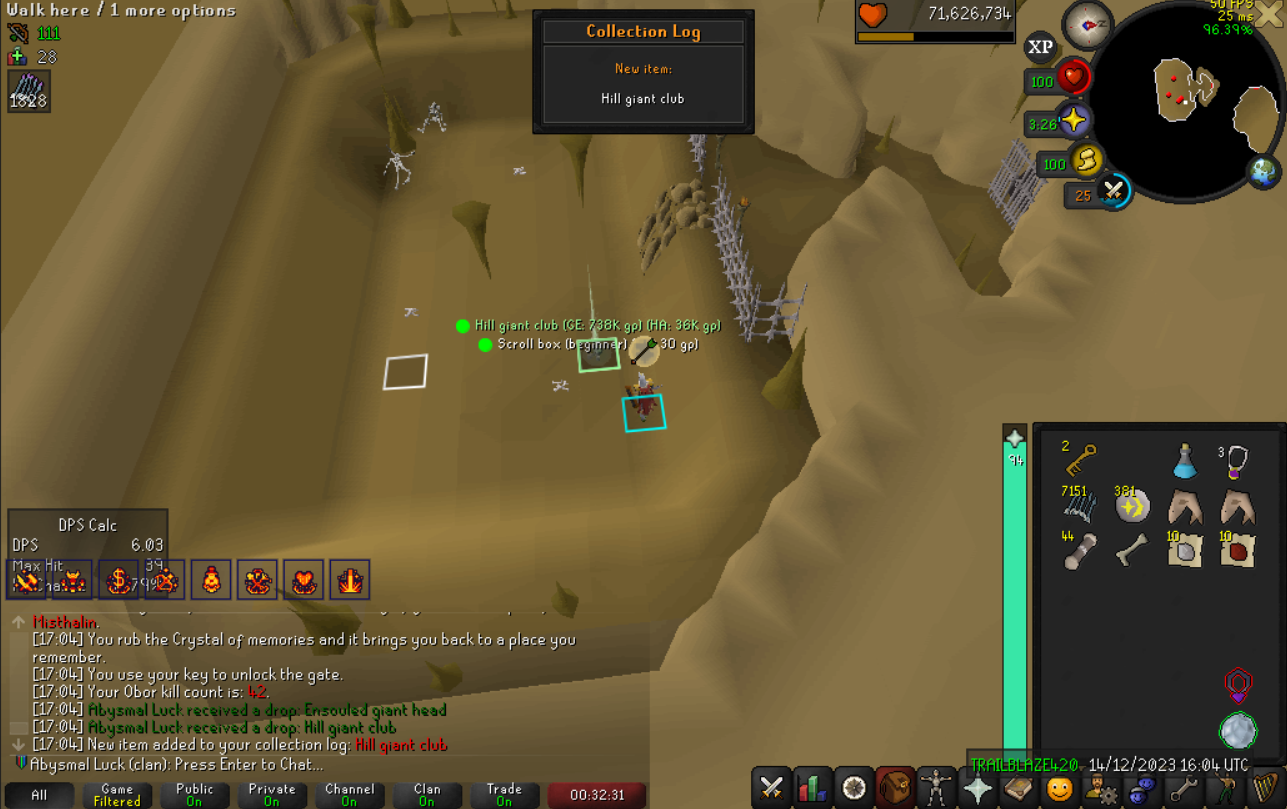 Walk here / 1 more options
111
28
1828
Collection Log
New item:
Hill giant club
71,626,734
50 FPS
25 ms
96.39%
XP
100
3:26
100
25
Hill giant club (GE: 738K gp) (HA: 36K gp)
Scroll box (beginner) 30 gp)
94
2
3
7151
381
44
10
10
DPS Calc
DPS 6.03
Max Hit 39
Misthalin.
[17:04] You rub the Crystal of memories and it brings you back to a place you
remember.
[17:04] You use your key to unlock the gate.
[17:04] Your Obor kill count is: 42.
[17:04] Abysmal Luck received a drop: Ensouled giant head
[17:04] Abysmal Luck received a drop: Hill giant club
[17:04] New item added to your collection log: Hill giant club
Abysmal Luck (clan): Press Enter to Chat...
TRAILBLAZE420 14/12/2023 16:04 UTC
All
Game
Filtered
Public
On
Private
On
Channel
On
Clan
On
Trade
On
00:32:31